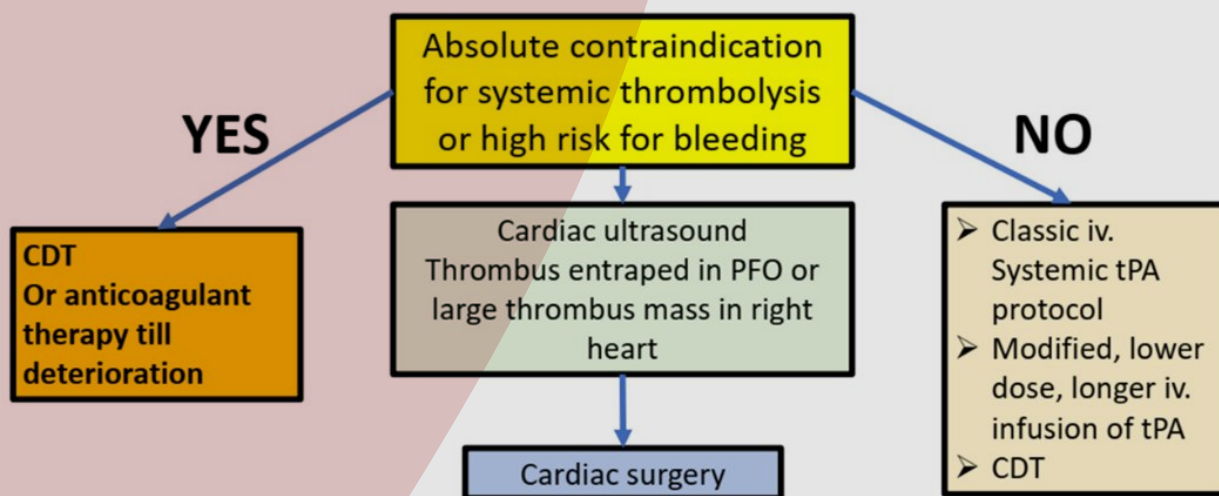 Absolute contraindication
for systemic thrombolysis
or high risk for bleeding
YES
NO
CDT
Or anticoagulant
therapy till
deterioration
Cardiac ultrasound
Thrombus entraped in PFO or
large thrombus mass in right
heart
➢ Classic iv.
Systemic tPA
protocol
➢ Modified, lower
dose, longer iv.
infusion of tPA
➢ CDT
Cardiac surgery